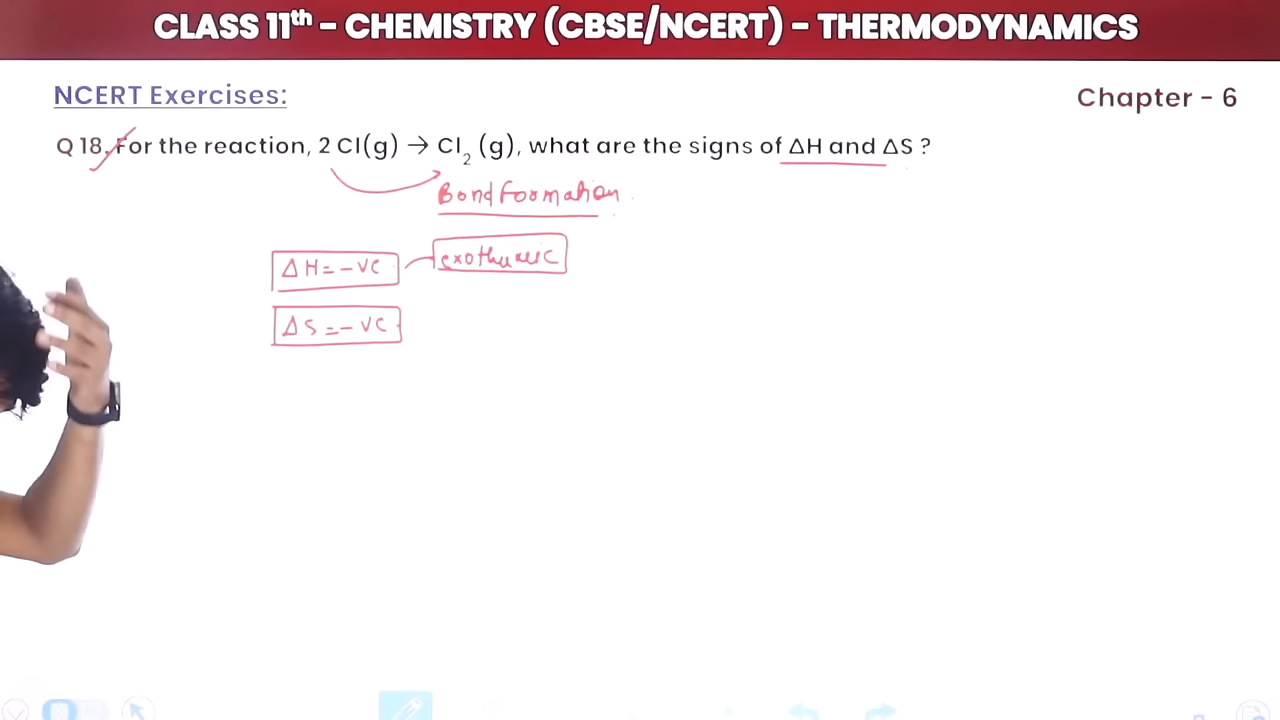 CLASS 11th – CHEMISTRY (CBSE/NCERT) – THERMODYNAMICS
NCERT Exercises:
Chapter - 6
Q 18. For the reaction, 2 Cl(g) → Cl₂ (g), what are the signs of ΔH and ΔS ?
Bond Formation
ΔH = -ve
exothermic
ΔS = -ve